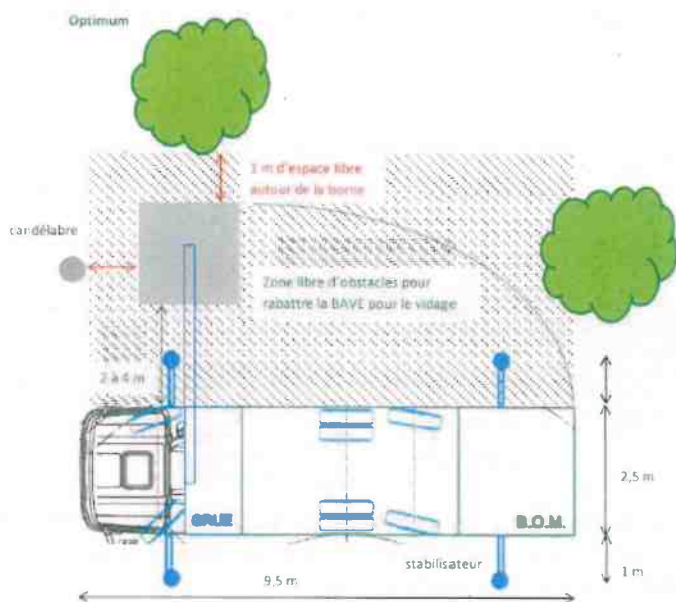 Optimum
1 m d'espace libre
autour de la borne
candélabre
Zone libre d'obstacles pour
rabattre la BAVE pour le vidage
2 à 4 m
GRUE
B.O.M.
2,5 m
stabilisateur
1 m
9,5 m